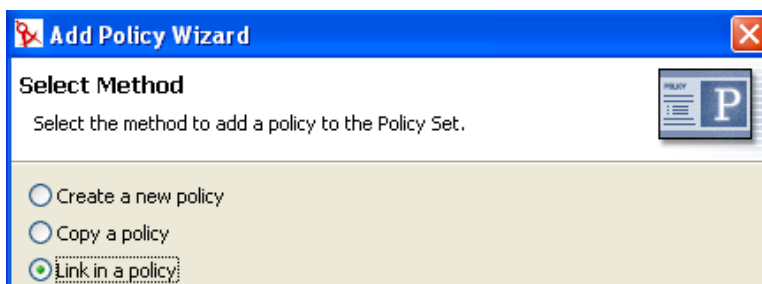 Add Policy Wizard
Select Method
Select the method to add a policy to the Policy Set.
POLICY
P
Create a new policy
Copy a policy
Link in a policy